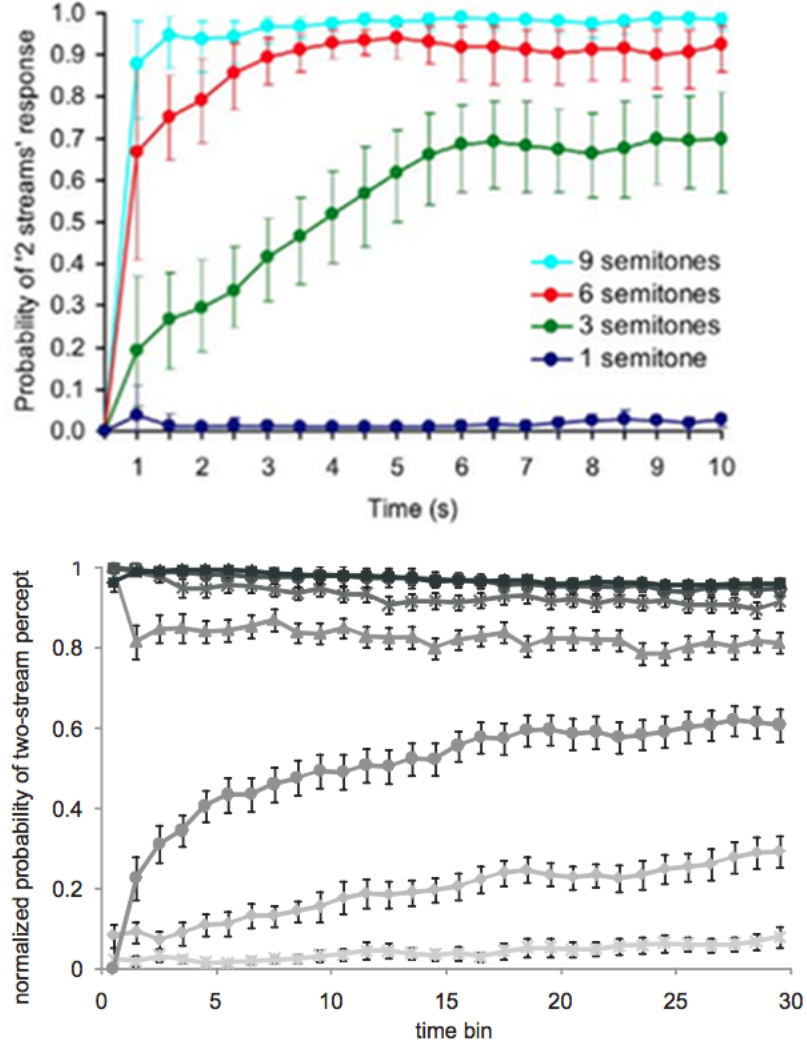 Probability of '2 streams' response
1.0
0.9
0.8
0.7
0.6
0.5
0.4
0.3
0.2
0.1
0.0
9 semitones
6 semitones
3 semitones
1 semitone
1 2 3 4 5 6 7 8 9 10
Time (s)
normalized probability of two-stream percept
1
0.8
0.6
0.4
0.2
0
0 5 10 15 20 25 30
time bin